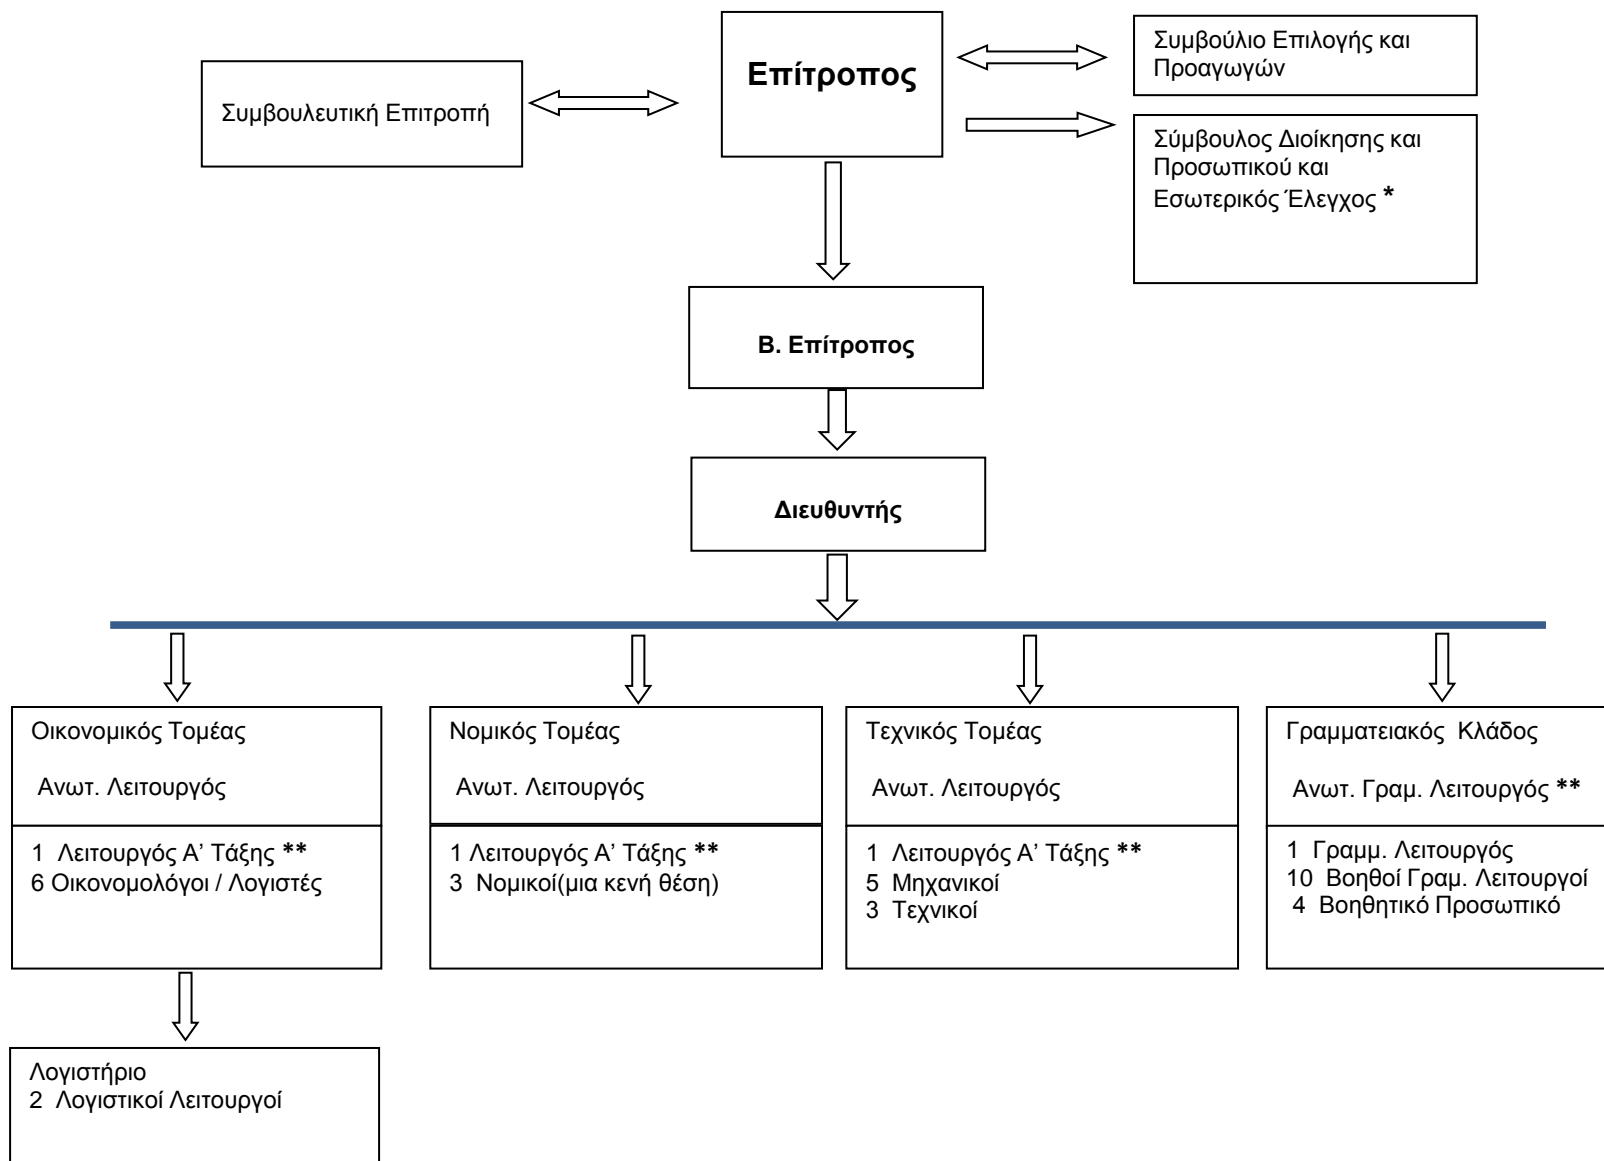 Επίτροπος
Συμβούλιο Επιλογής και
Προαγωγών
Συμβουλευτική Επιτροπή
Σύμβουλος Διοίκησης και
Προσωπικού και
Εσωτερικός Έλεγχος *
Β. Επίτροπος
Διευθυντής
Οικονομικός Τομέας
Ανωτ. Λειτουργός
1 Λειτουργός Α’ Τάξης **
6 Οικονομολόγοι / Λογιστές
Νομικός Τομέας
Ανωτ. Λειτουργός
1 Λειτουργός Α’ Τάξης **
3 Νομικοί(μια κενή θέση)
Τεχνικός Τομέας
Ανωτ. Λειτουργός
1 Λειτουργός Α’ Τάξης **
5 Μηχανικοί
3 Τεχνικοί
Γραμματειακός Κλάδος
Ανωτ. Γραμ. Λειτουργός **
1 Γραμμ. Λειτουργός
10 Βοηθοί Γραμ. Λειτουργοί
4 Βοηθητικό Προσωπικό
Λογιστήριο
2 Λογιστικοί Λειτουργοί